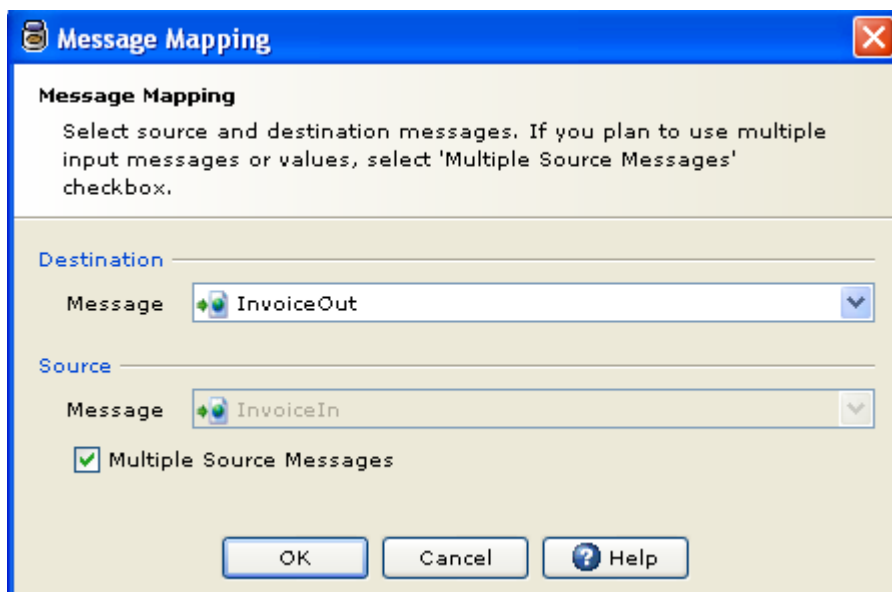 Message Mapping
Message Mapping
Select source and destination messages. If you plan to use multiple
input messages or values, select 'Multiple Source Messages'
checkbox.
Destination
Message InvoiceOut
Source
Message InvoiceIn
Multiple Source Messages
OK Cancel Help